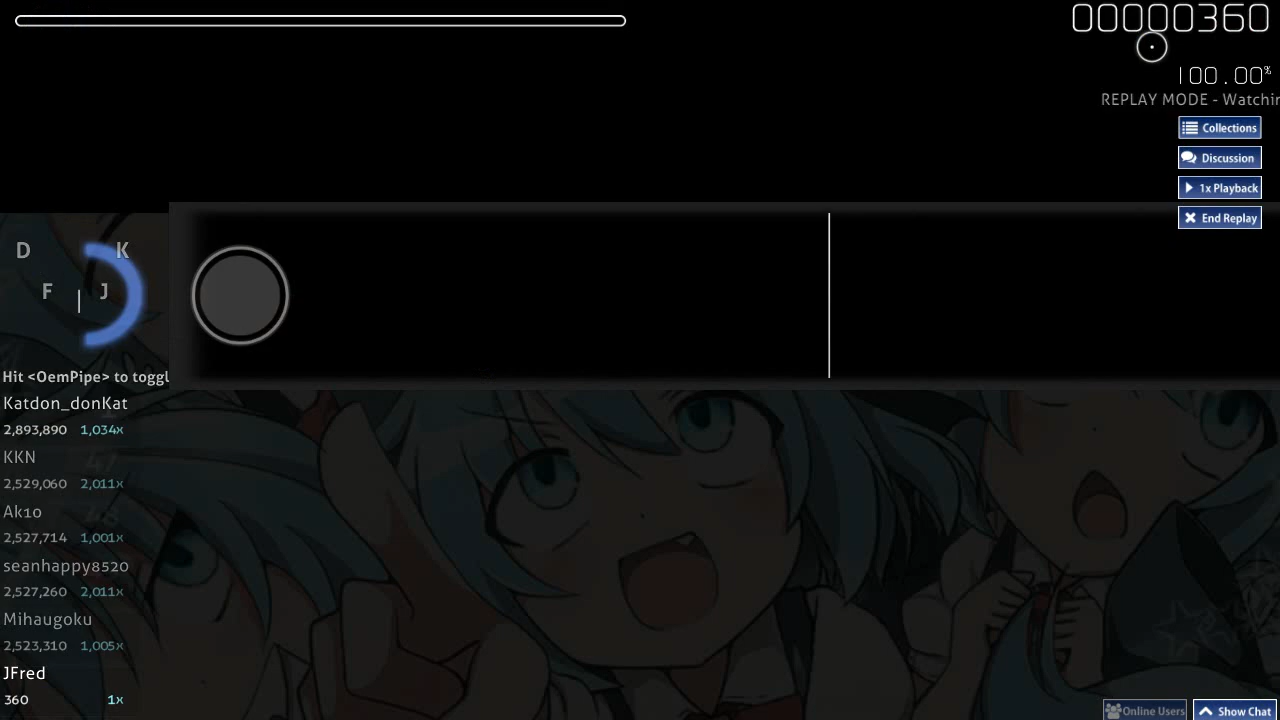 00000360
100.00%
REPLAY MODE - Watchin
Collections
Discussion
1x Playback
End Replay
D K
F J
Hit <OemPipe> to toggl
Katdon_donKat
2,893,890 1,034x
KKN
2,529,060 2,011x
Ak10
2,527,714 1,001x
seanhappy8520
2,527,260 2,011x
Mihaugoku
2,523,310 1,005x
JFred
360 1x
Online Users
Show Chat